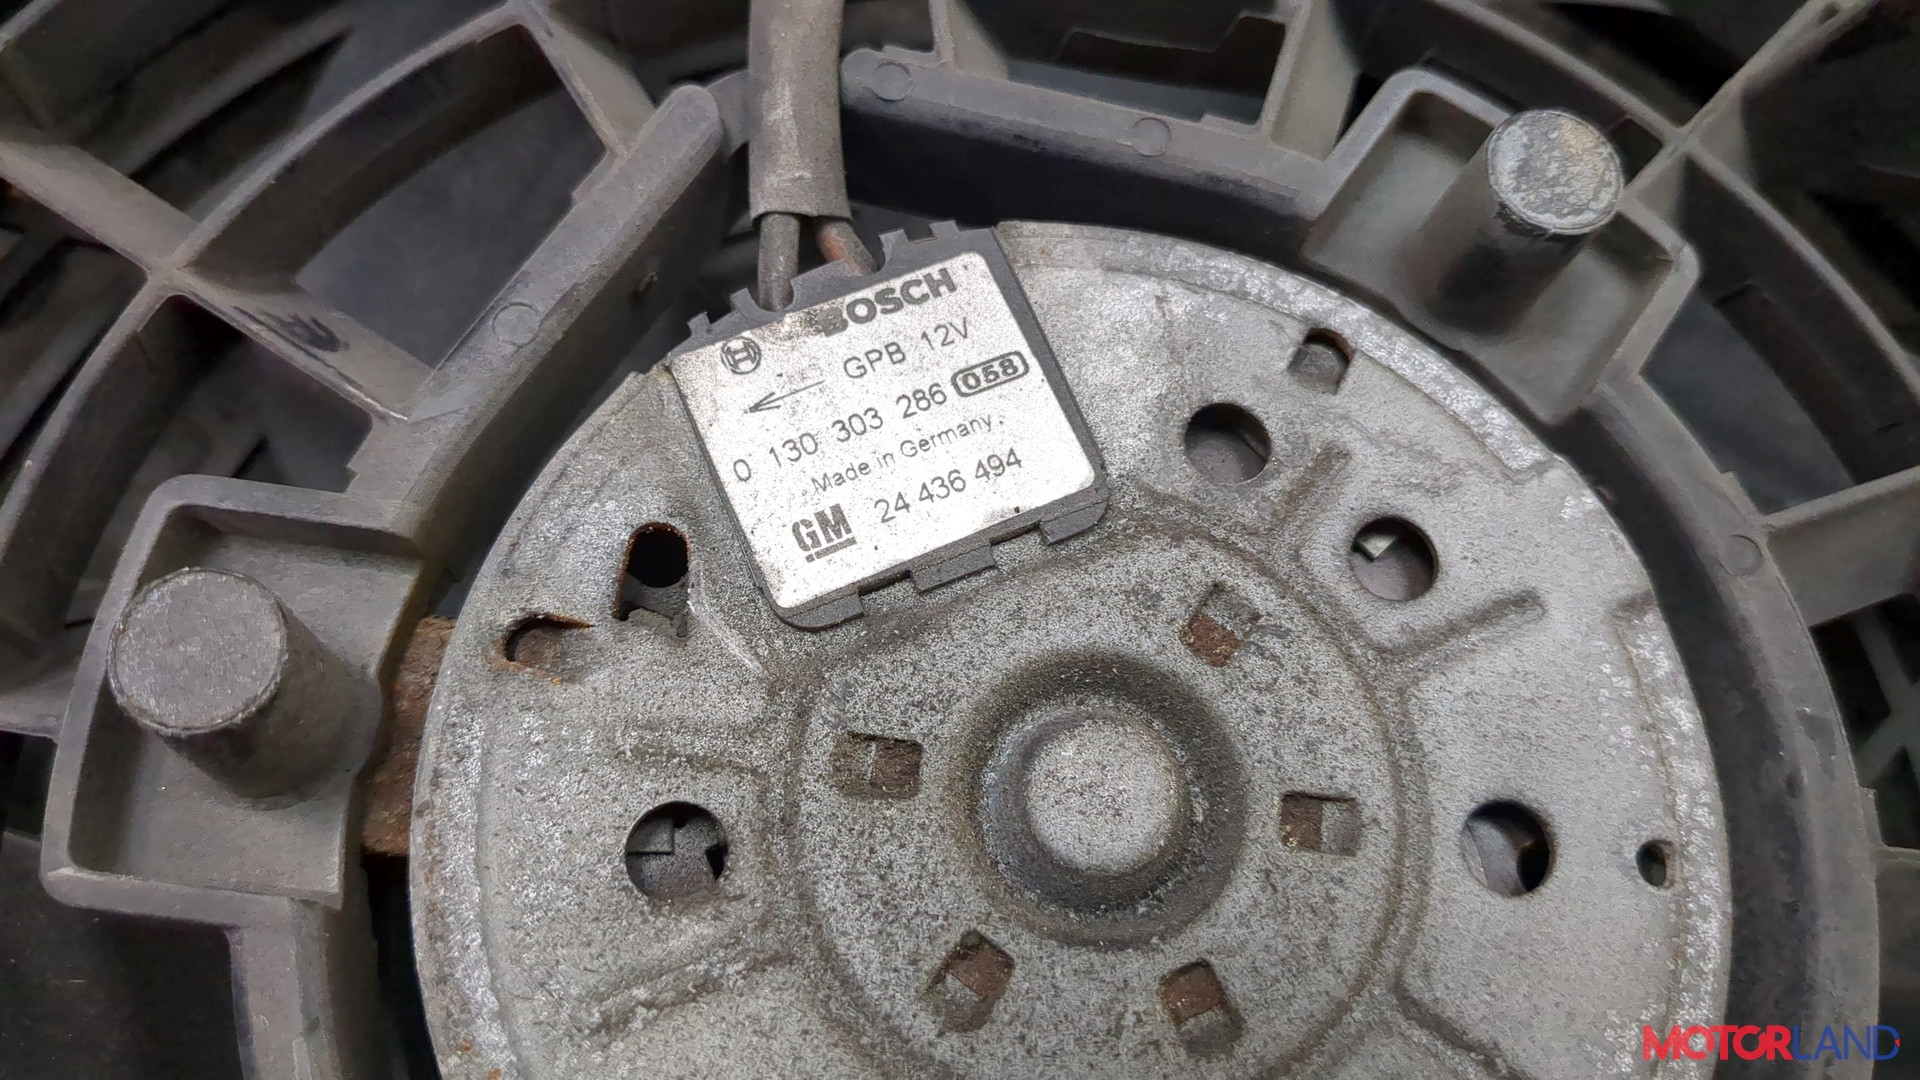 BOSCH
GPB 12V
0 130 303 286 058
Made in Germany.
GM 24 436 494
MOTORLAND